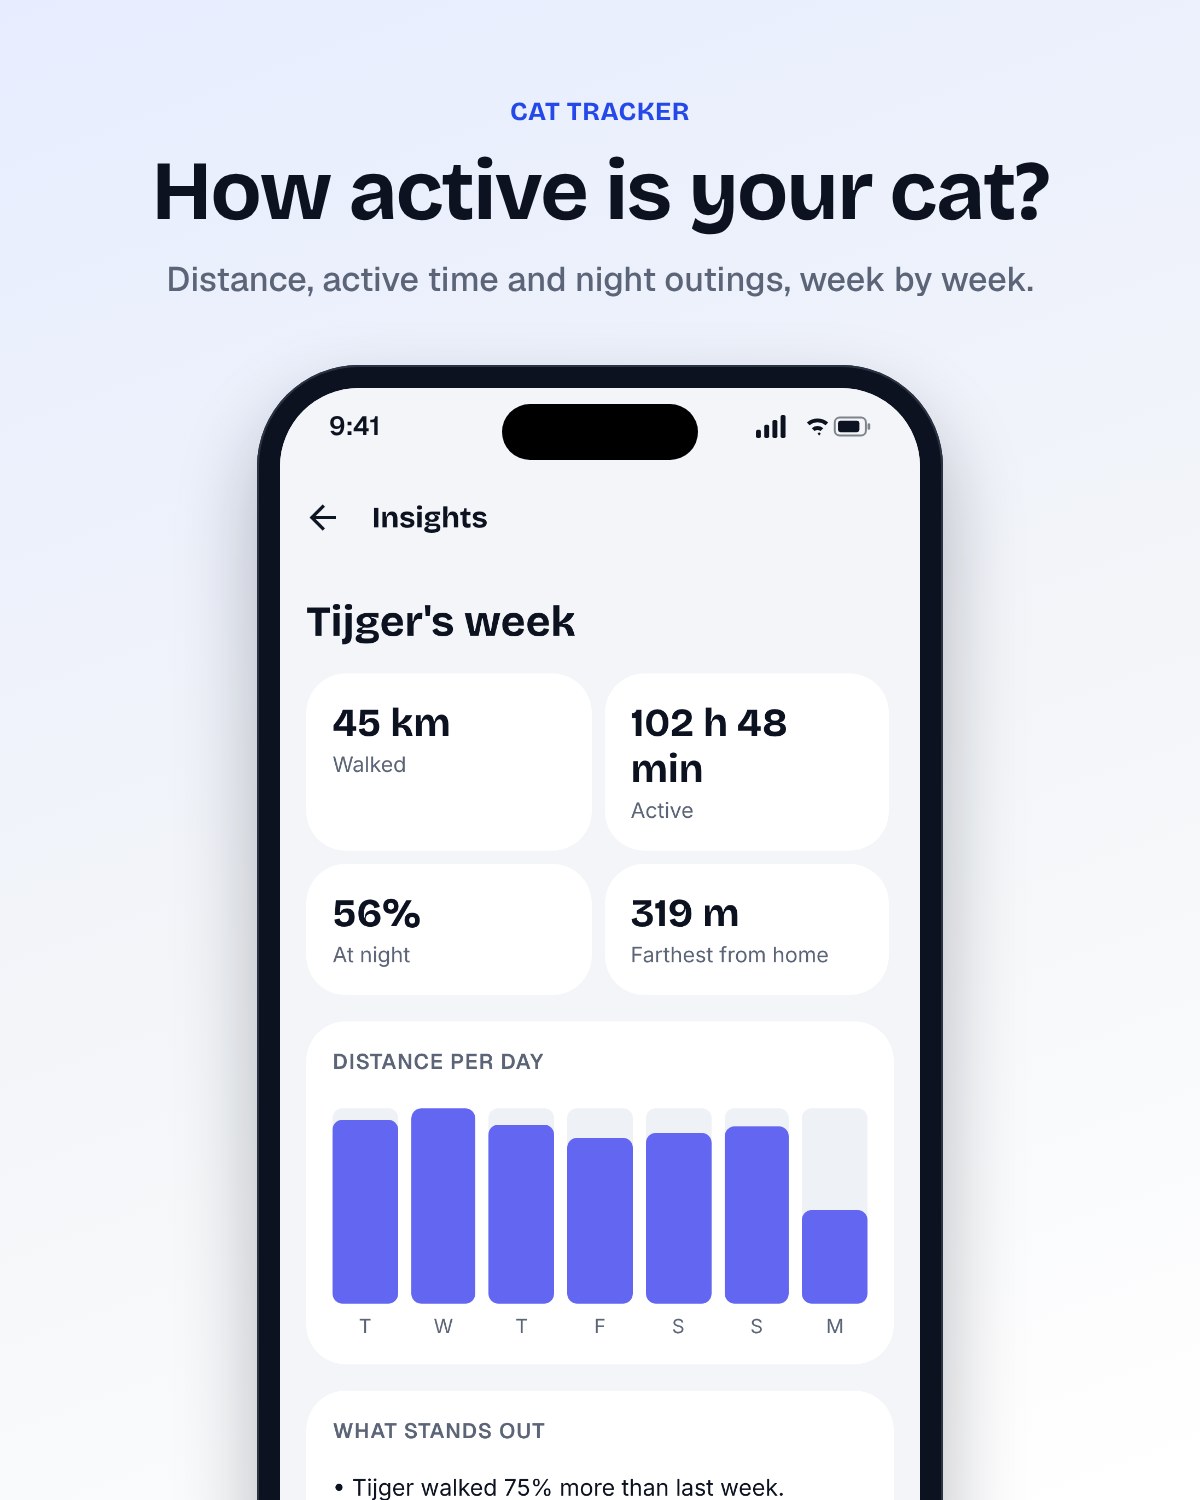 CAT TRACKER
How active is your cat?
Distance, active time and night outings, week by week.
9:41
Insights
Tijger's week
45 km
Walked
102 h 48
min
Active
56%
At night
319 m
Farthest from home
DISTANCE PER DAY
T W T F S S M
WHAT STANDS OUT
• Tijger walked 75% more than last week.